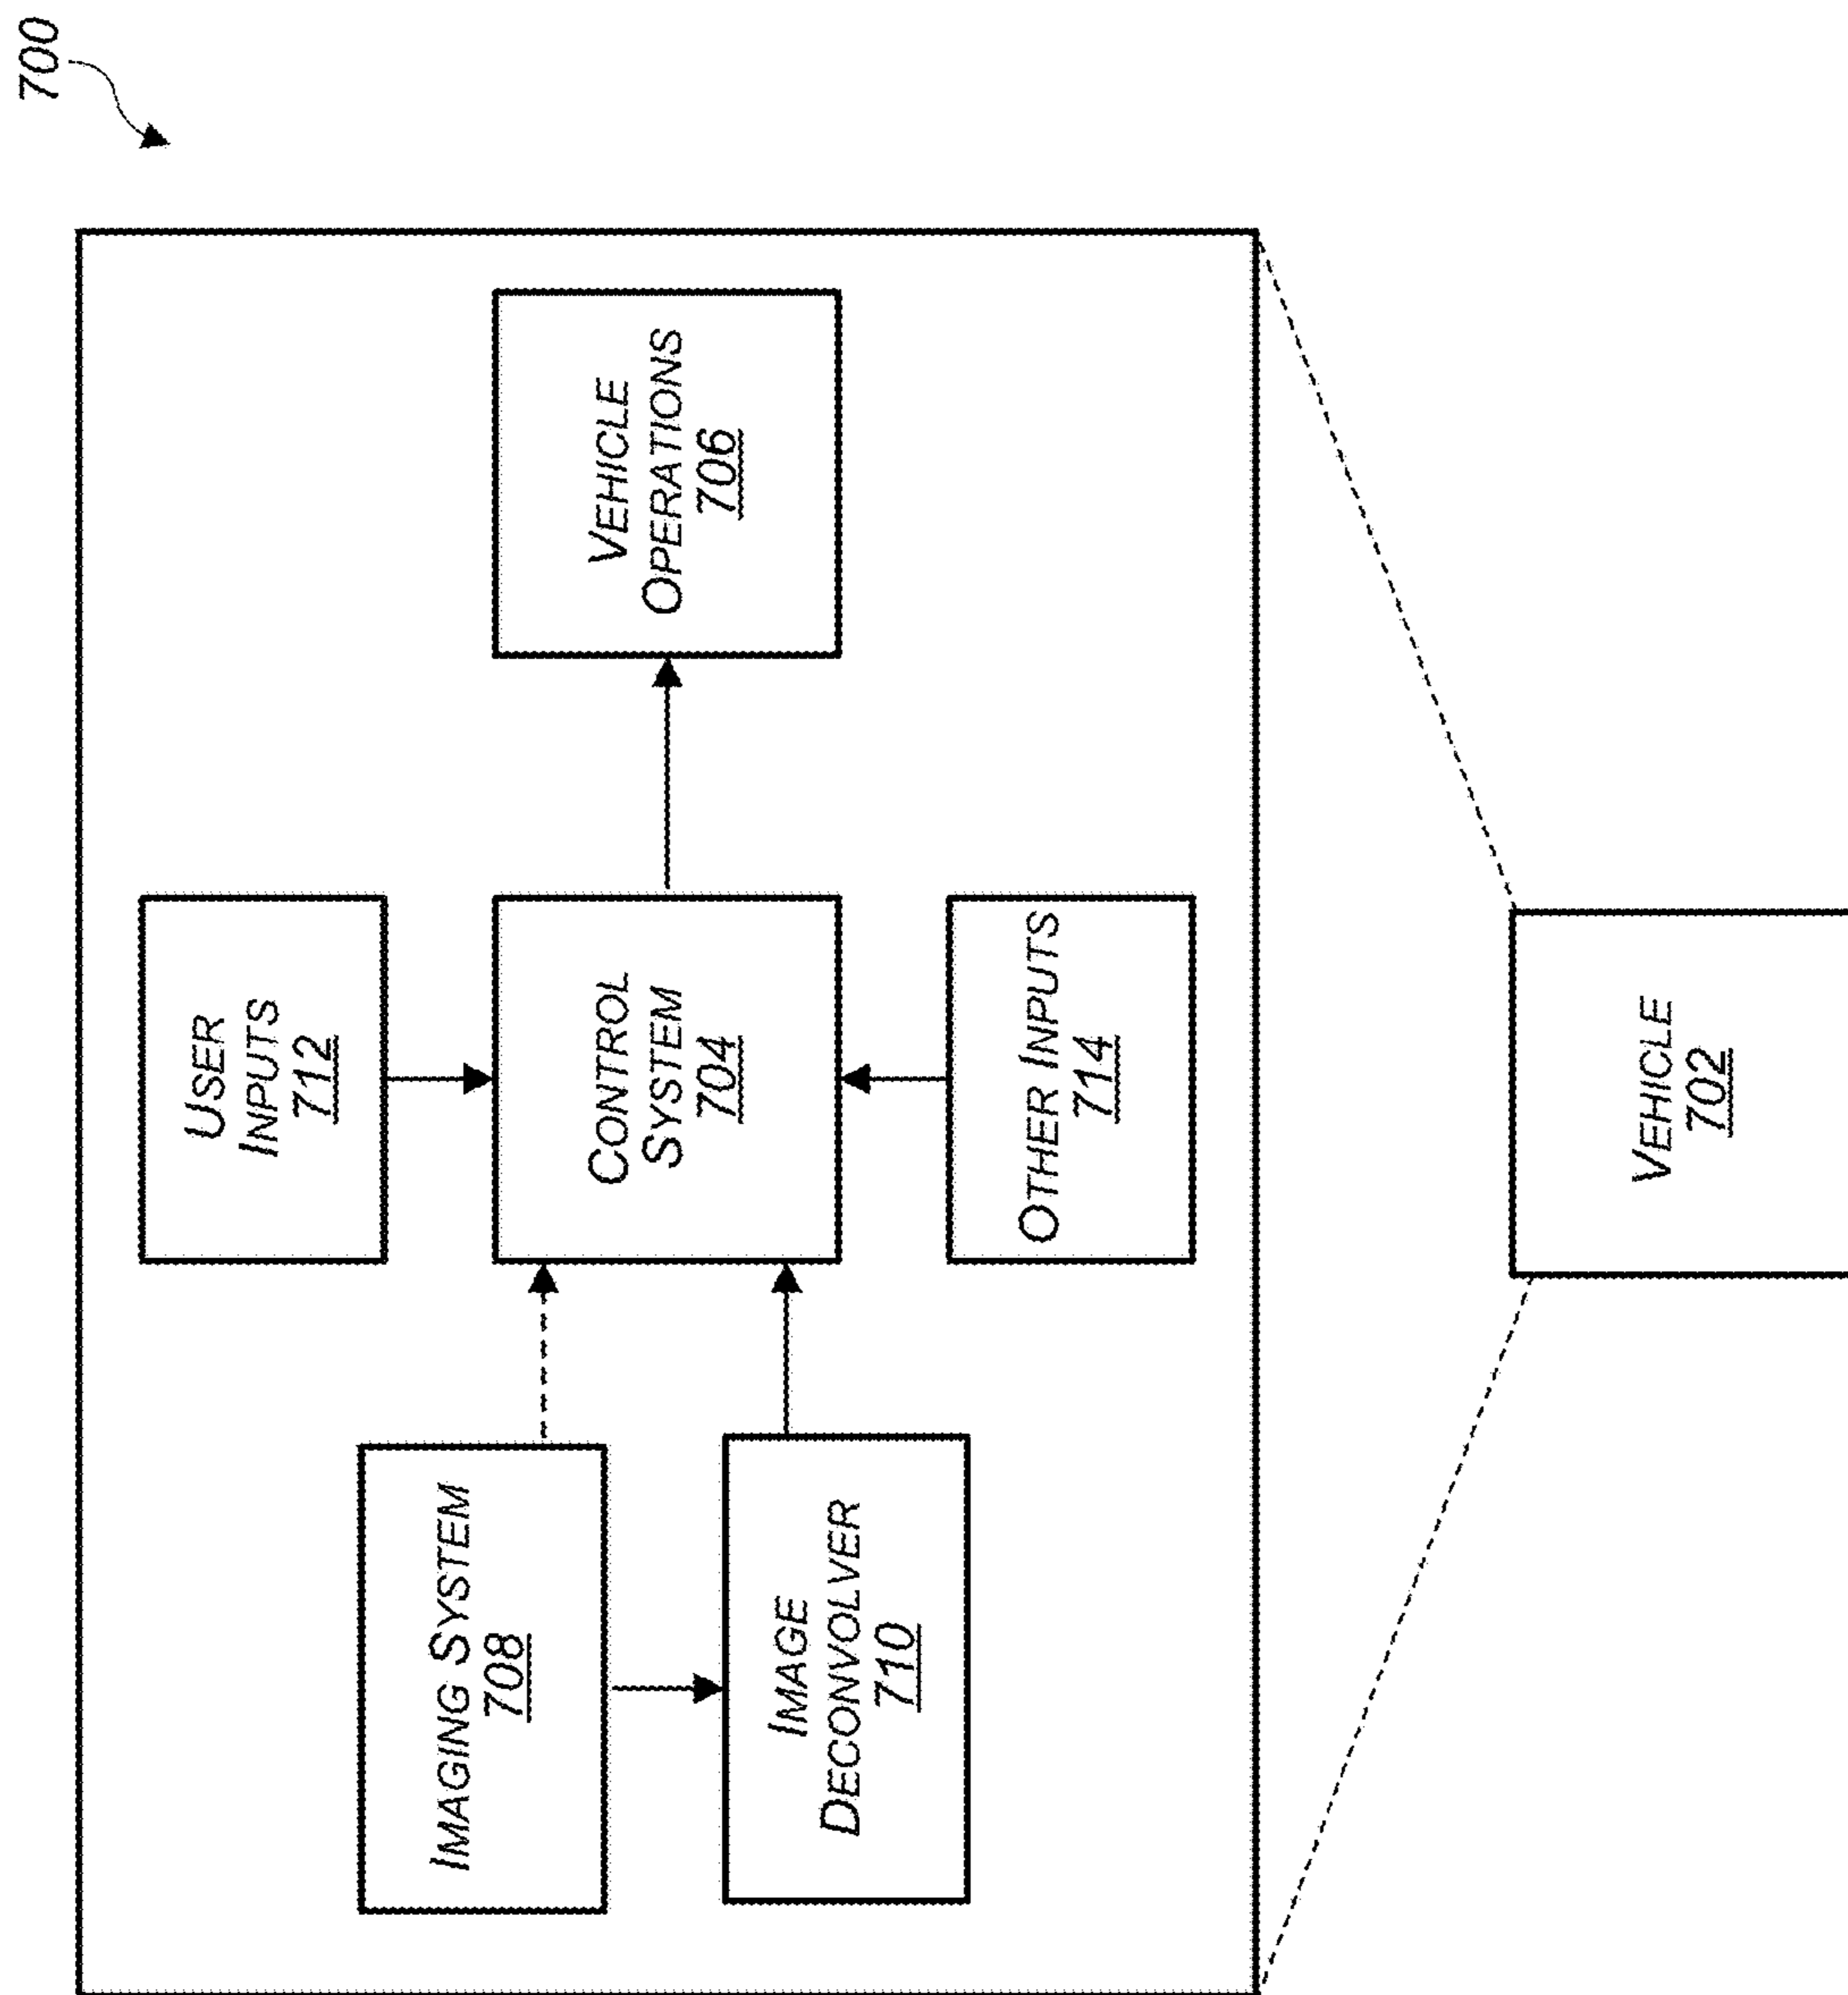 700
USER
INPUTS
712
IMAGING SYSTEM
708
CONTROL
SYSTEM
704
VEHICLE
OPERATIONS
706
IMAGE
DECONVOLVER
710
OTHER INPUTS
714
VEHICLE
702